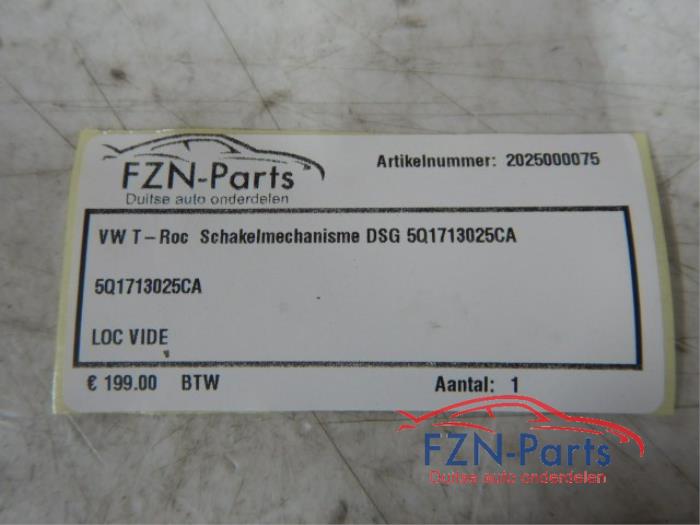 FZN-Parts
Duitse auto onderdelen
Artikelnummer: 2025000075
VW T-Roc Schakelmechanisme DSG 5Q1713025CA
5Q1713025CA
LOC VIDE
€ 199.00 BTW
Aantal: 1
FZN-Parts
Duitse auto onderdelen